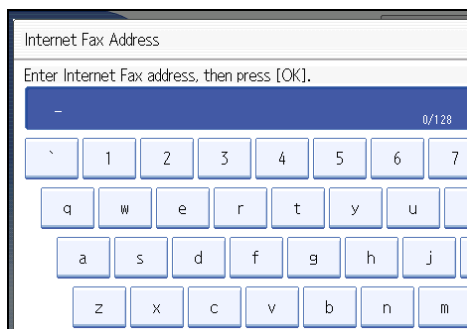 Internet Fax Address
Enter Internet Fax address, then press [OK].
_
0/128
` 1 2 3 4 5 6 7
q w e r t y u
a s d f g h j
z x c v b n m